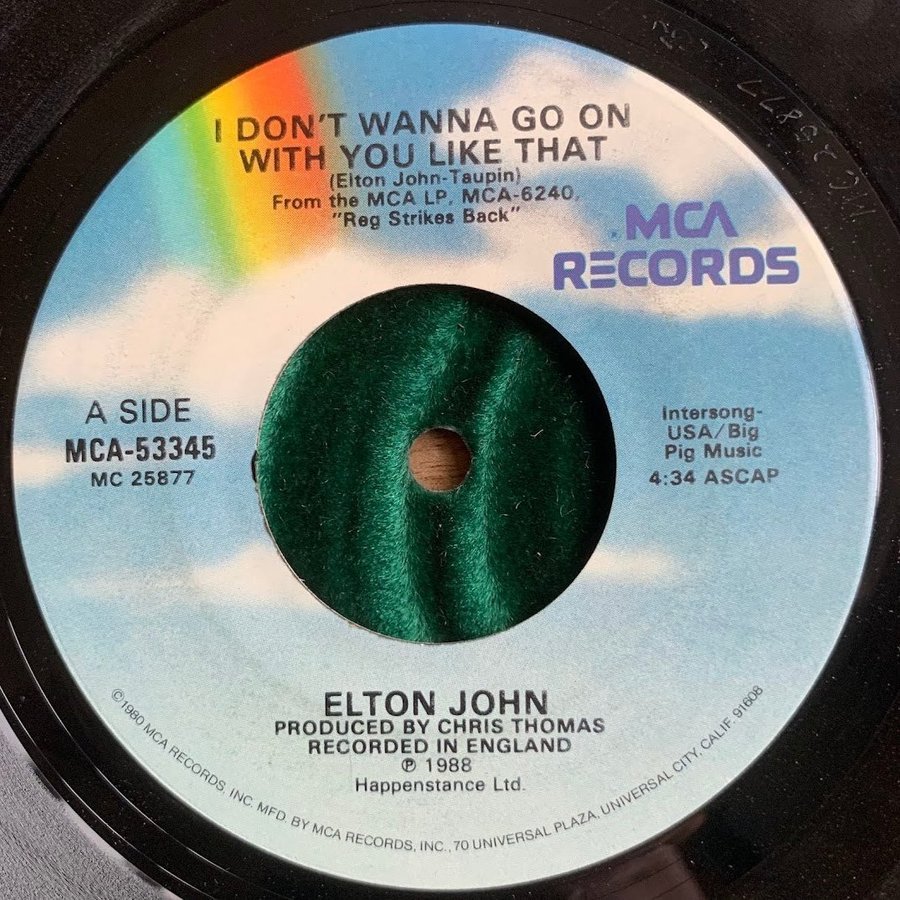 I DON'T WANNA GO ON
WITH YOU LIKE THAT
(Elton John-Taupin)
From the MCA LP, MCA-6240,
"Reg Strikes Back"
MCA
RECORDS
A SIDE
MCA-53345
MC 25877
Intersong-
USA/Big
Pig Music
4:34 ASCAP
ELTON JOHN
PRODUCED BY CHRIS THOMAS
RECORDED IN ENGLAND
℗ 1988
Happenstance Ltd.
©1980 MCA RECORDS, INC. MFD. BY MCA RECORDS, INC., 70 UNIVERSAL PLAZA, UNIVERSAL CITY, CALIF. 91608
MC 25877